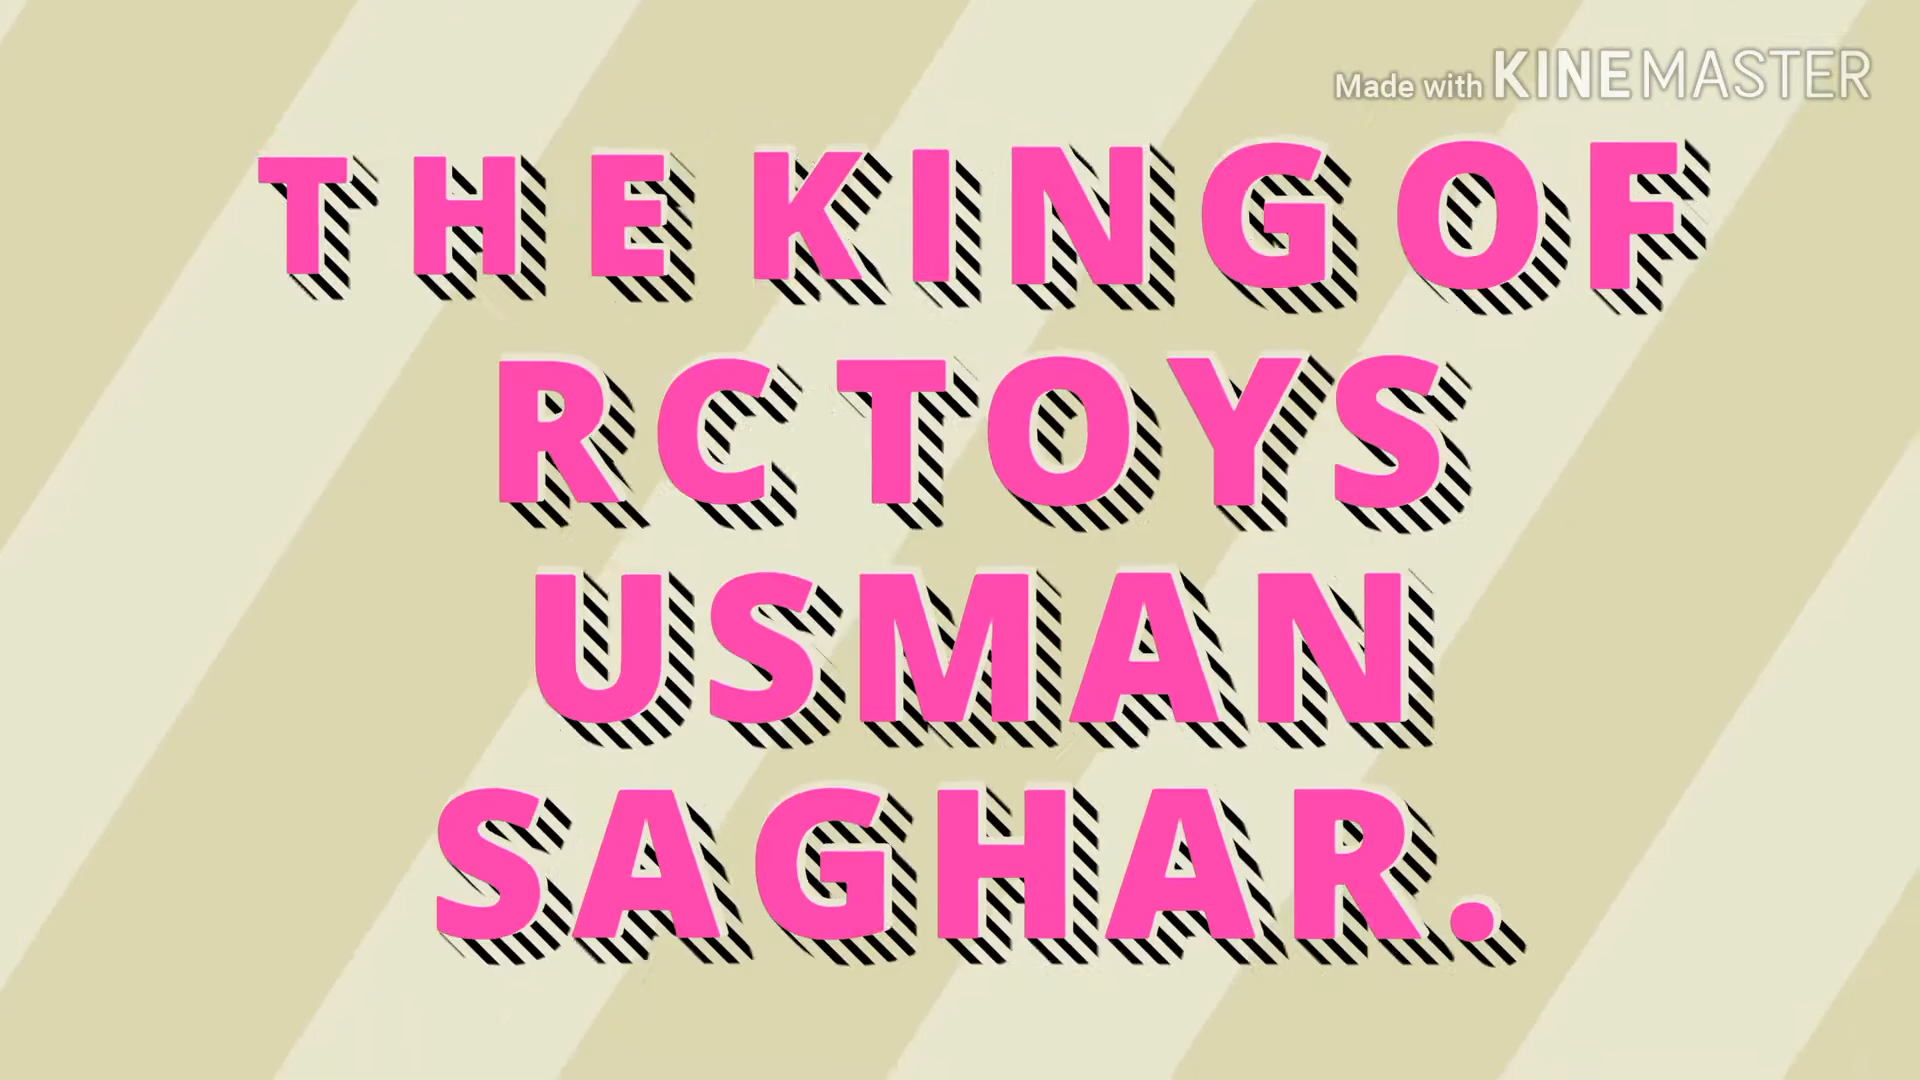 Made with KINEMASTER
THE KING OF
RC TOYS
USMAN
SAGHAR.